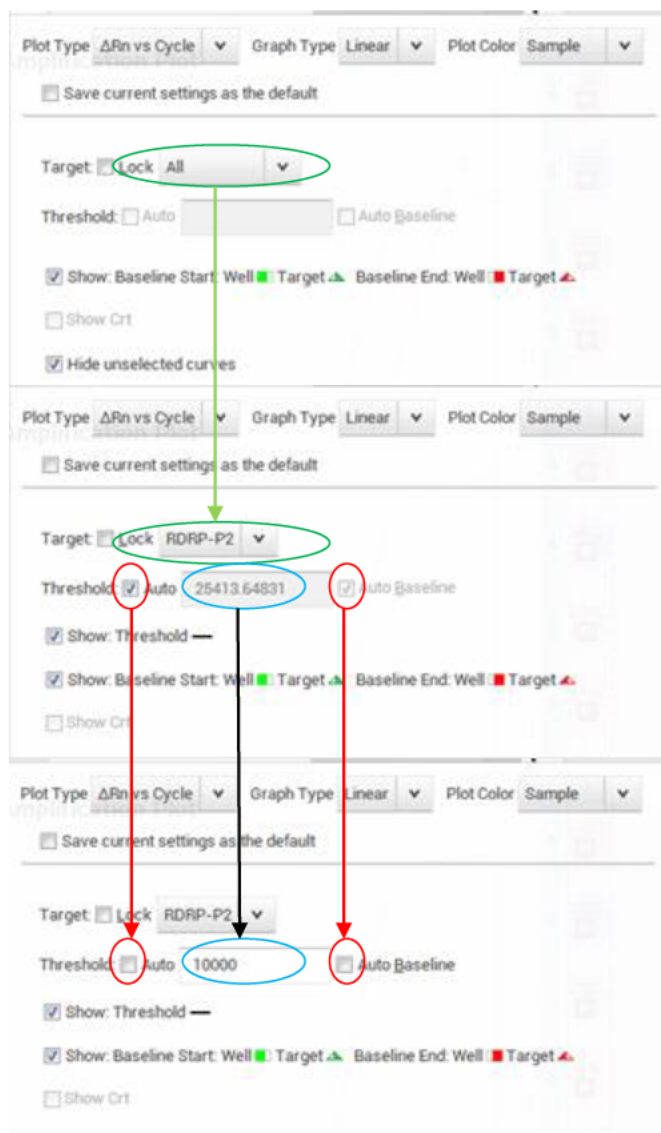 Plot Type ΔRn vs Cycle Graph Type Linear Plot Color Sample
Save current settings as the default
Target: Lock All
Threshold: Auto Auto Baseline
Show: Baseline Start: Well Target Baseline End: Well Target
Show Crt
Hide unselected curves
Plot Type ΔRn vs Cycle Graph Type Linear Plot Color Sample
Save current settings as the default
Target: Lock RDRP-P2
Threshold: Auto 25413.64831 Auto Baseline
Show: Threshold
Show: Baseline Start: Well Target Baseline End: Well Target
Show Crt
Plot Type ΔRn vs Cycle Graph Type Linear Plot Color Sample
Save current settings as the default
Target: Lock RDRP-P2
Threshold: Auto 10000 Auto Baseline
Show: Threshold
Show: Baseline Start: Well Target Baseline End: Well Target
Show Crt